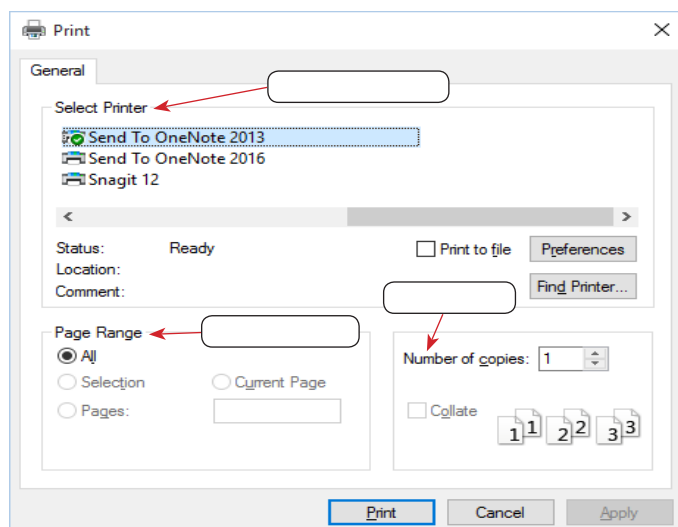 Print
General
Select Printer
Send To OneNote 2013
Send To OneNote 2016
Snagit 12
Status: Ready
Print to file
Preferences
Location:
Comment:
Find Printer...
Page Range
All
Selection
Current Page
Pages:
Number of copies: 1
Collate
1 1 2 2 3 3
Print
Cancel
Apply